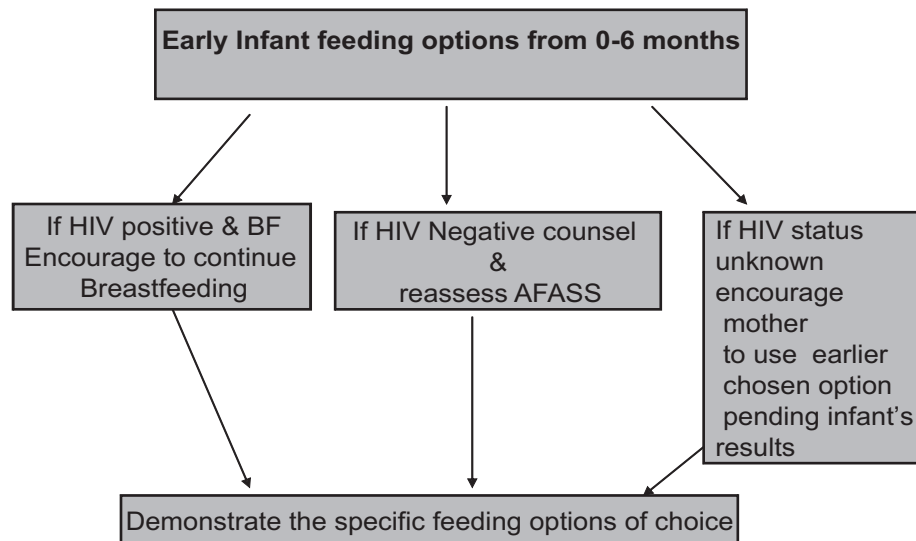 Early Infant feeding options from 0-6 months
If HIV positive & BF
Encourage to continue
Breastfeeding
If HIV Negative counsel
&
reassess AFASS
If HIV status
unknown
encourage
mother
to use earlier
chosen option
pending infant's
results
Demonstrate the specific feeding options of choice